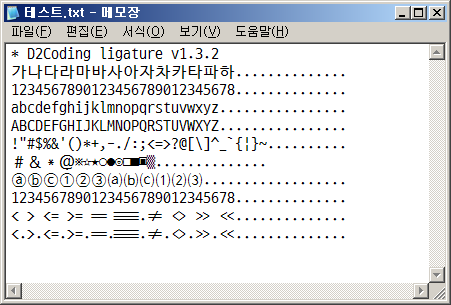 테스트.txt - 메모장
파일(F) 편집(E) 서식(O) 보기(V) 도움말(H)
* D2Coding ligature v1.3.2
가나다라마바사아자차카타파하..............
1234567890123456789012345678..............
abcdefghijklmnopqrstuvwxyz...............
ABCDEFGHIJKLMNOPQRSTUVWXYZ...............
!"#$%&'()*+,-./:;<=>?@[\]^_`{¦}~..........
＃＆﹡＠※☆★○●◎□■▣▩..............
ⓐⓑⓒ①②③⒜⒝⒞⑴⑵⑶..................
1234567890123456789012345678..............
< > <= >= == === != <> >> <<..............
<.>.<=.>=.==.===.!=.<>.>>.<<..............